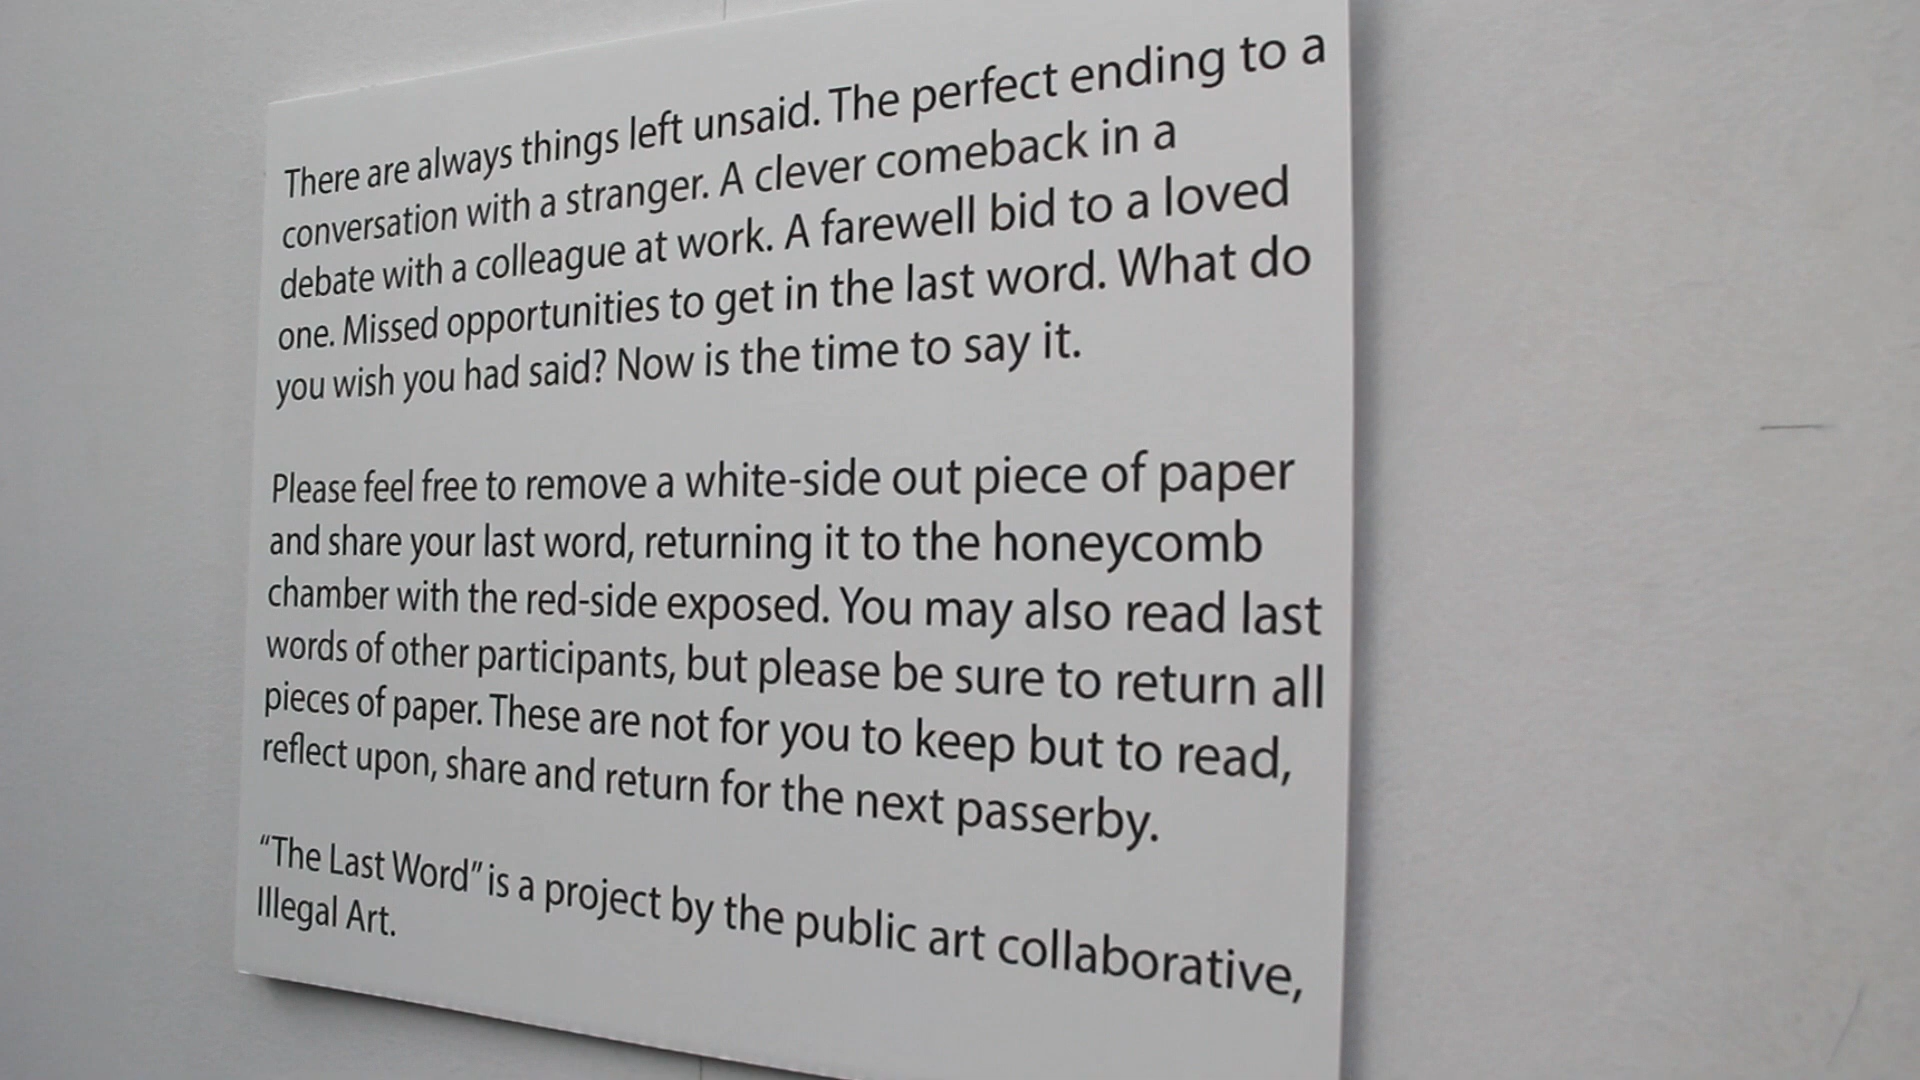 There are always things left unsaid. The perfect ending to a
conversation with a stranger. A clever comeback in a
debate with a colleague at work. A farewell bid to a loved
one. Missed opportunities to get in the last word. What do
you wish you had said? Now is the time to say it.
Please feel free to remove a white-side out piece of paper
and share your last word, returning it to the honeycomb
chamber with the red-side exposed. You may also read last
words of other participants, but please be sure to return all
pieces of paper. These are not for you to keep but to read,
reflect upon, share and return for the next passerby.
“The Last Word” is a project by the public art collaborative,
Illegal Art.